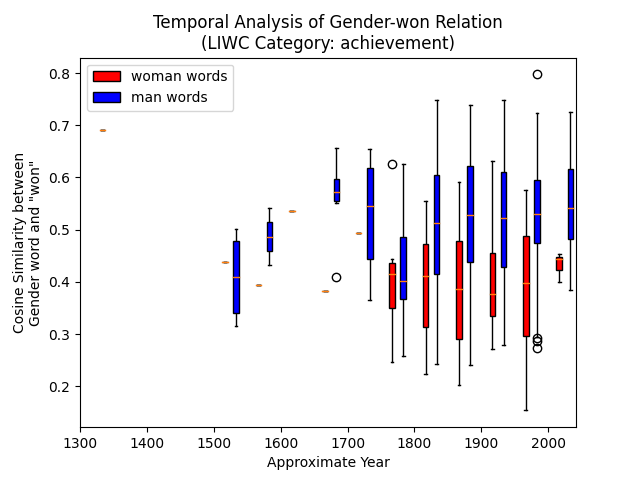 Temporal Analysis of Gender-won Relation
(LIWC Category: achievement)
woman words
man words
Cosine Similarity between
Gender word and "won"
0.8
0.7
0.6
0.5
0.4
0.3
0.2
1300 1400 1500 1600 1700 1800 1900 2000
Approximate Year